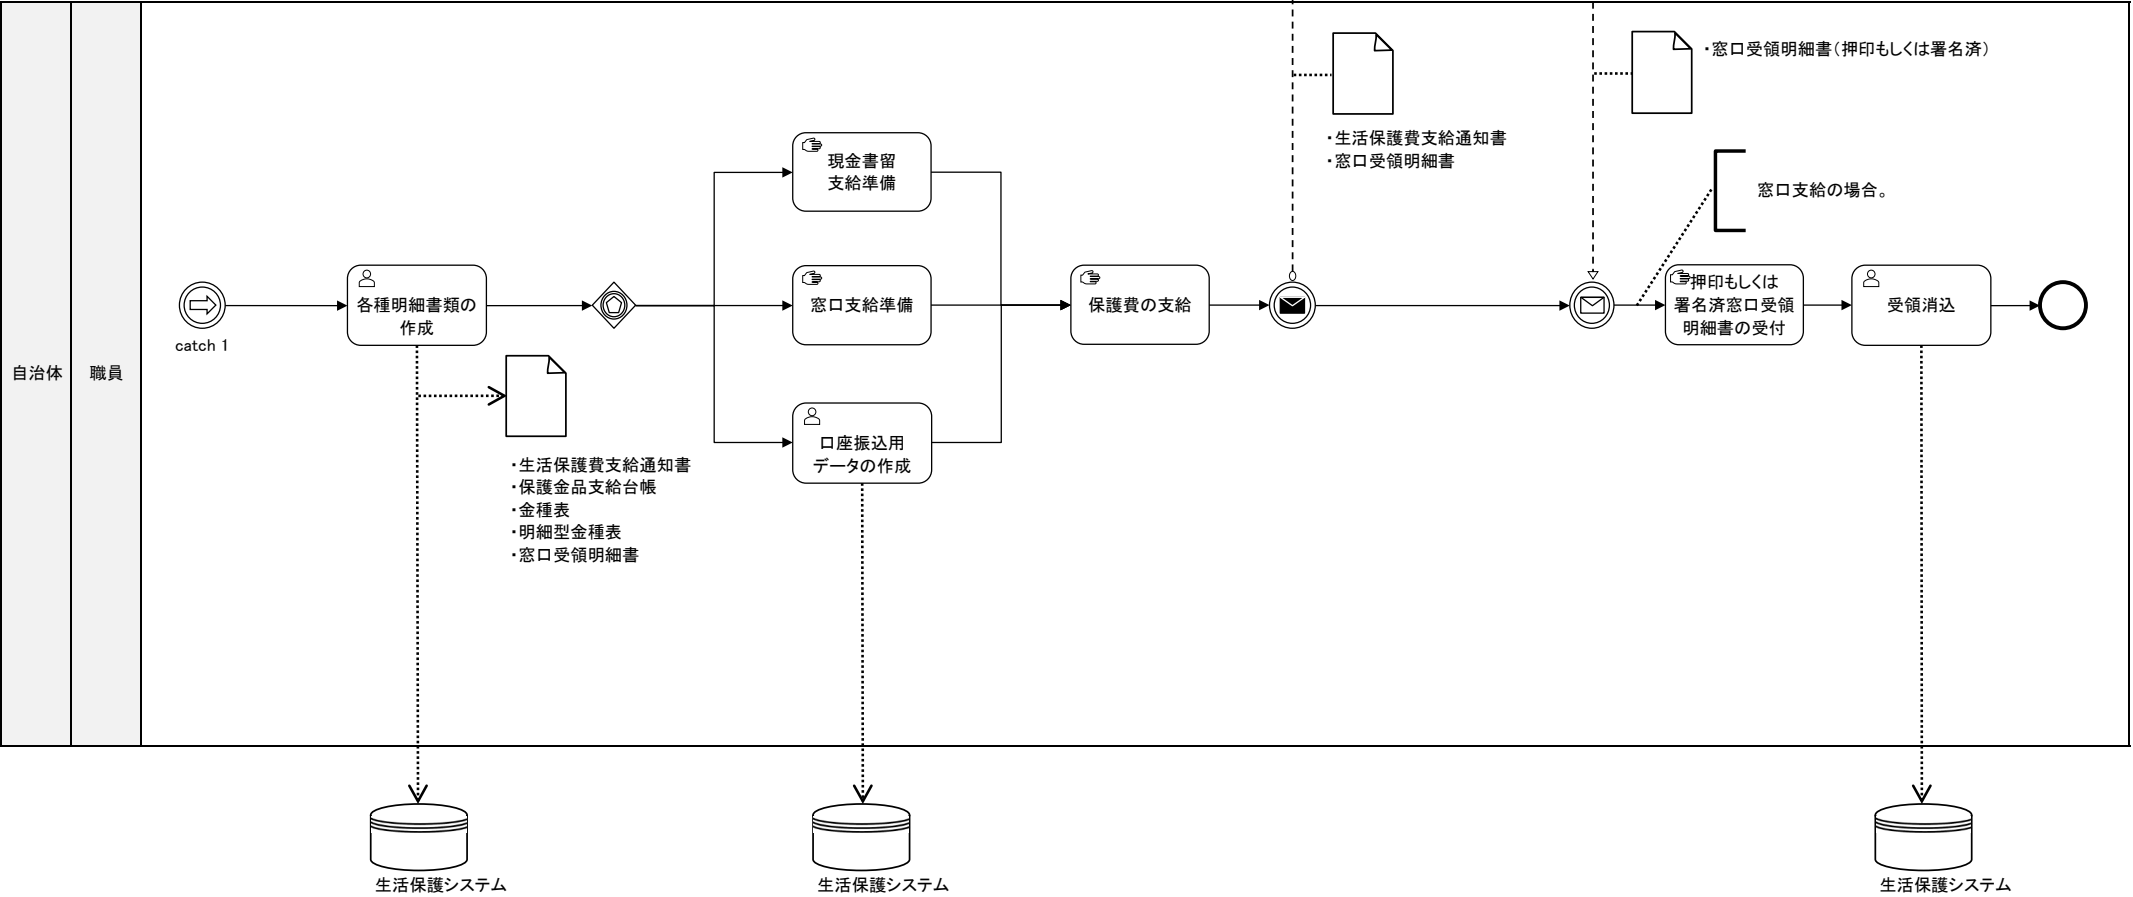 自治体
職員
catch 1
各種明細書類の
作成
・生活保護費支給通知書
・保護金品支給台帳
・金種表
・明細型金種表
・窓口受領明細書
現金書留
支給準備
窓口支給準備
口座振込用
データの作成
保護費の支給
・生活保護費支給通知書
・窓口受領明細書
・窓口受領明細書（押印もしくは署名済）
窓口支給の場合。
押印もしくは
署名済窓口受領
明細書の受付
受領消込
生活保護システム
生活保護システム
生活保護システム